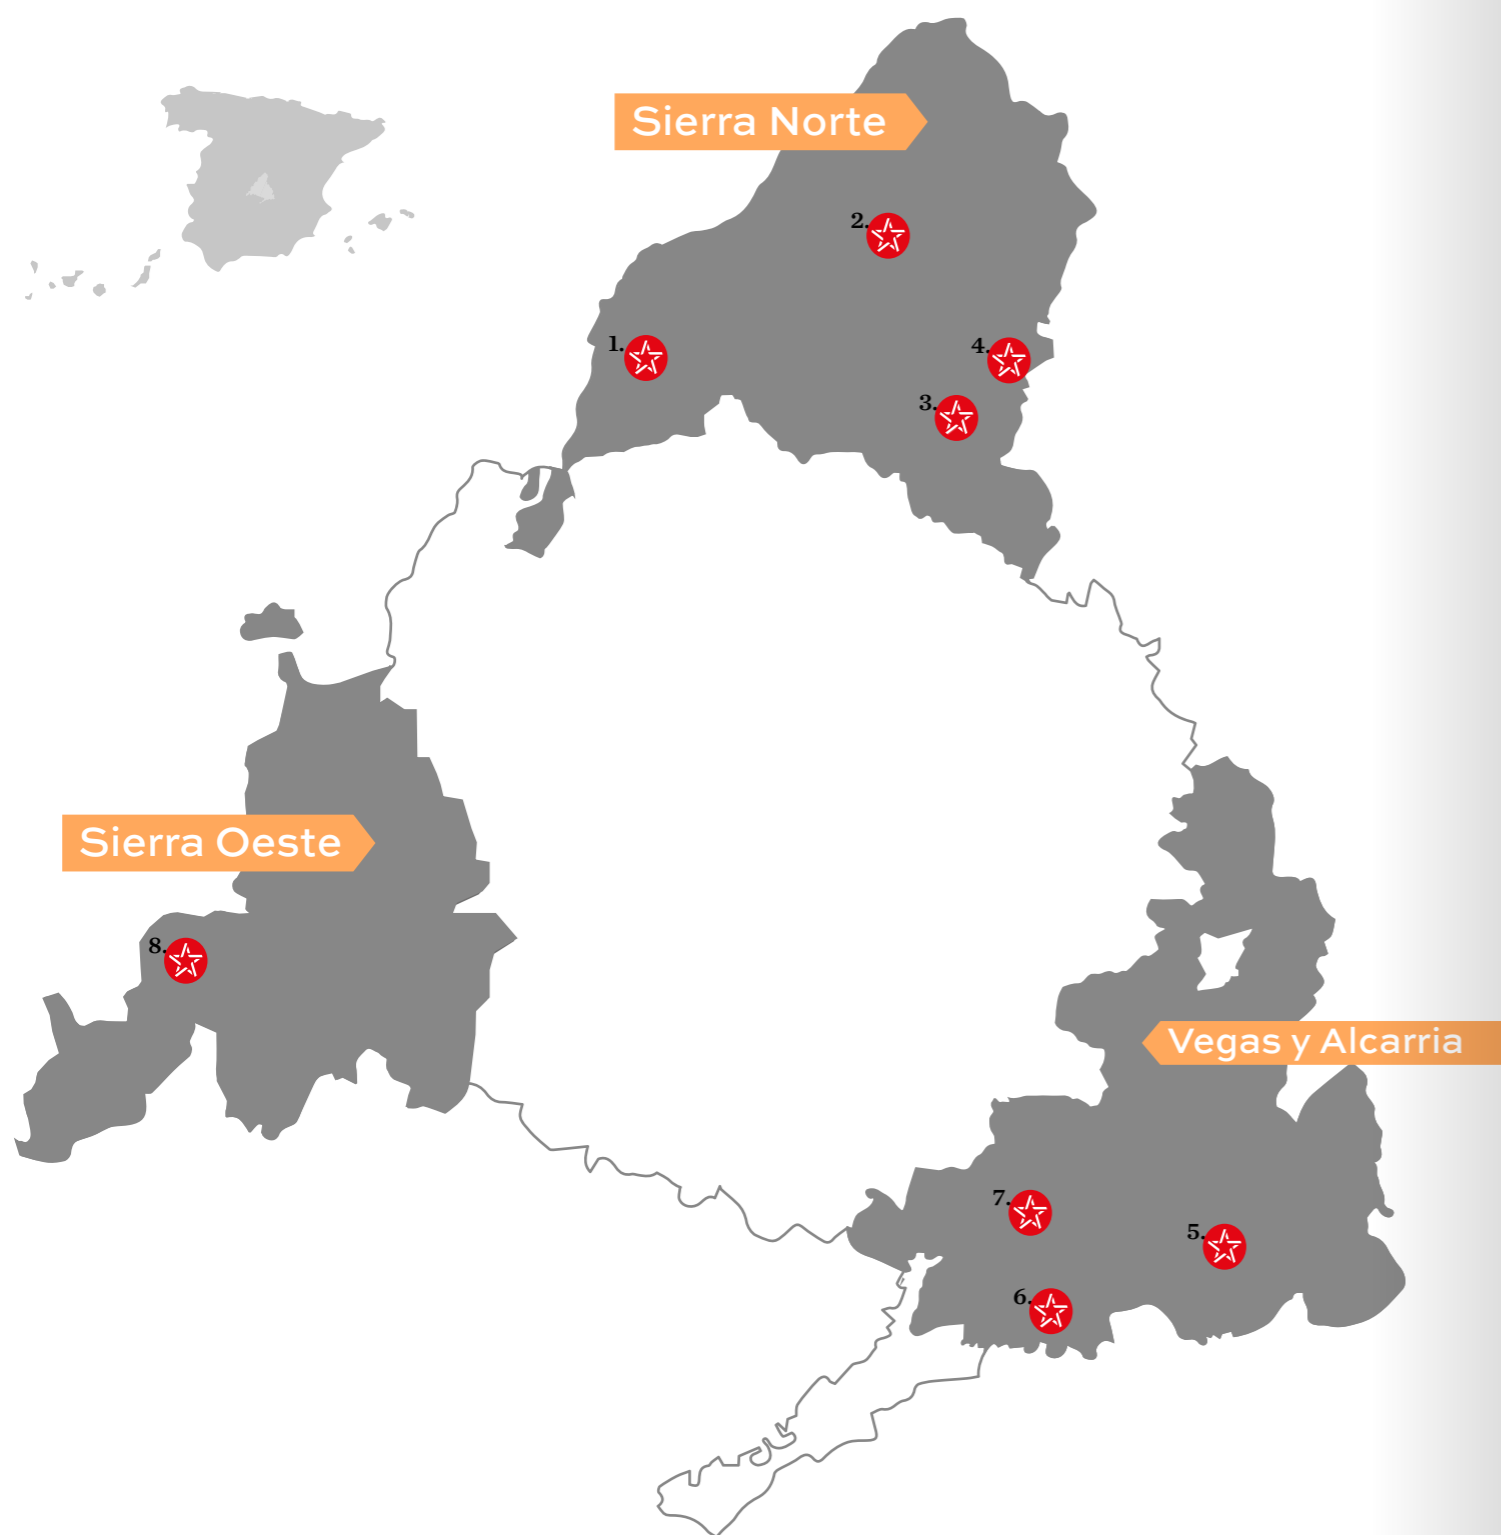 Sierra Norte
2.
1.
4.
3.
Sierra Oeste
8.
Vegas y Alcarria
7.
5.
6.